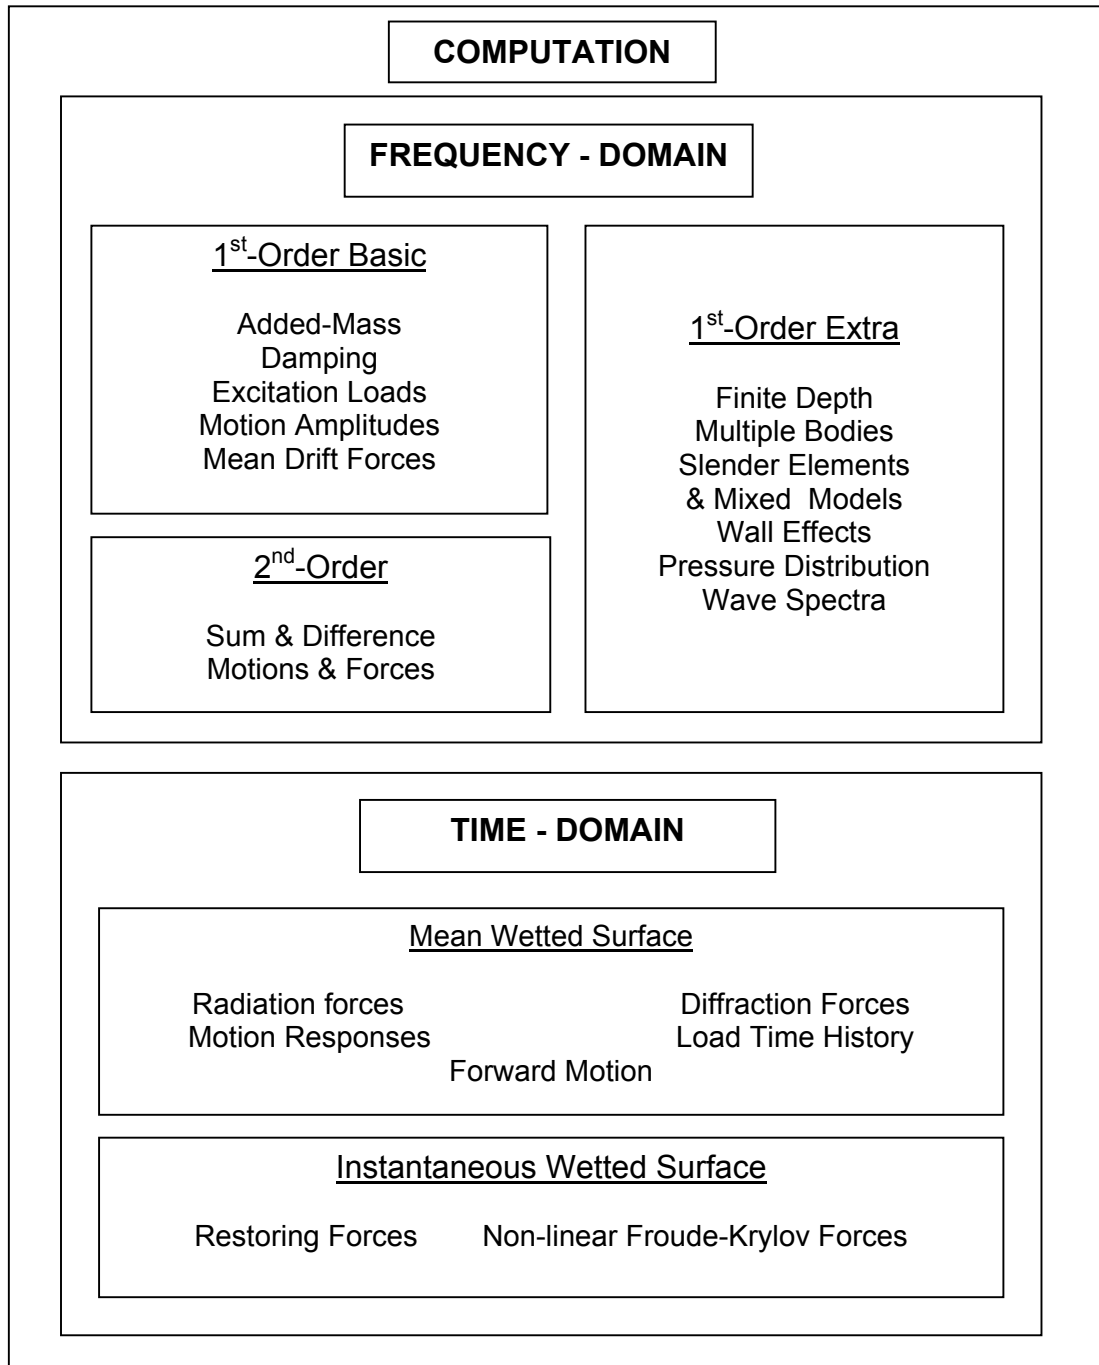 COMPUTATION
FREQUENCY - DOMAIN
1st-Order Basic
Added-Mass
Damping
Excitation Loads
Motion Amplitudes
Mean Drift Forces
2nd-Order
Sum & Difference
Motions & Forces
1st-Order Extra
Finite Depth
Multiple Bodies
Slender Elements
& Mixed Models
Wall Effects
Pressure Distribution
Wave Spectra
TIME - DOMAIN
Mean Wetted Surface
Radiation forces Diffraction Forces
Motion Responses Load Time History
Forward Motion
Instantaneous Wetted Surface
Restoring Forces Non-linear Froude-Krylov Forces